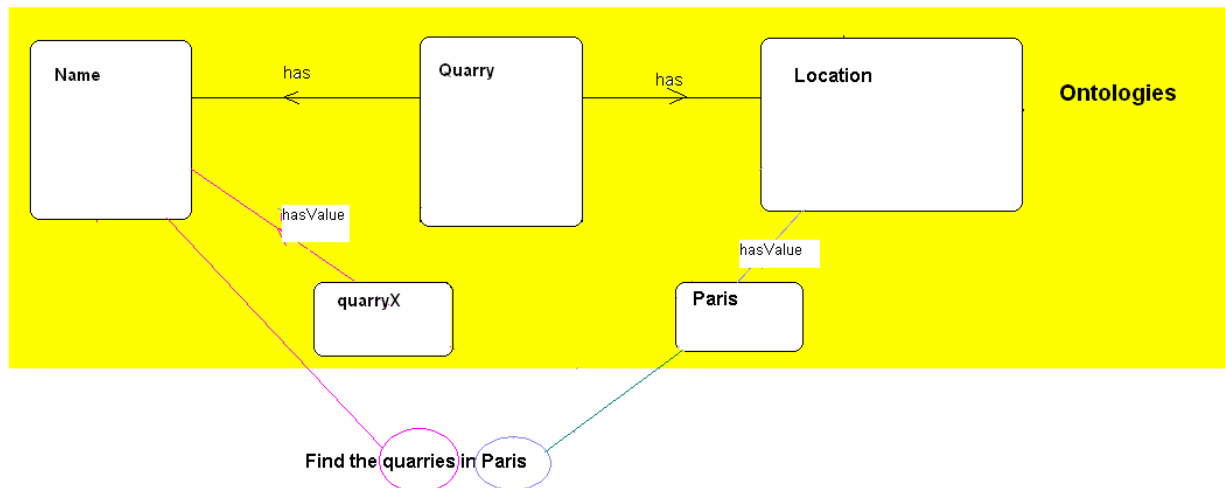 Name
has
Quarry
has
Location
Ontologies
hasValue
hasValue
quarryX
Paris
Find the quarries in Paris